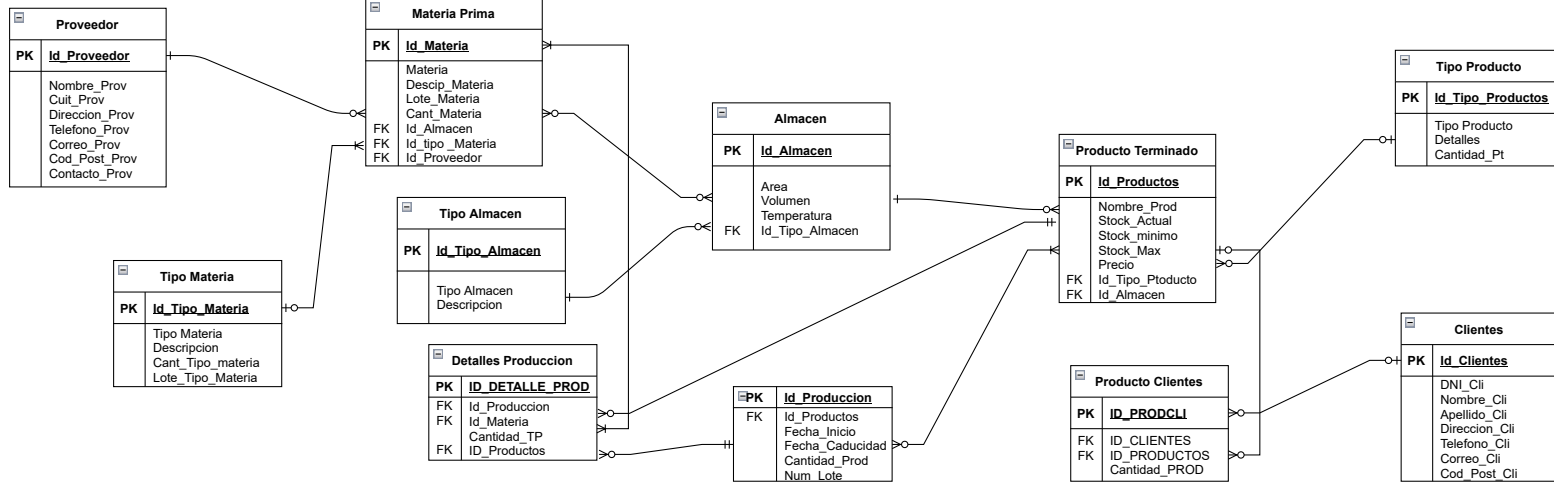 Proveedor
PK Id_Proveedor
Nombre_Prov
Cuit_Prov
Direccion_Prov
Telefono_Prov
Correo_Prov
Cod_Post_Prov
Contacto_Prov
Materia Prima
PK Id_Materia
Materia
Descip_Materia
Lote_Materia
Cant_Materia
FK Id_Almacen
FK Id_tipo _Materia
FK Id_Proveedor
Tipo Materia
PK Id_Tipo_Materia
Tipo Materia
Descripcion
Cant_Tipo_materia
Lote_Tipo_Materia
Tipo Almacen
PK Id_Tipo_Almacen
Tipo Almacen
Descripcion
Almacen
PK Id_Almacen
Area
Volumen
Temperatura
FK Id_Tipo_Almacen
Detalles Produccion
PK ID_DETALLE_PROD
FK Id_Produccion
FK Id_Materia
Cantidad_TP
FK ID_Productos
PK Id_Produccion
FK Id_Productos
Fecha_Inicio
Fecha_Caducidad
Cantidad_Prod
Num_Lote
Producto Terminado
PK Id_Productos
Nombre_Prod
Stock_Actual
Stock_minimo
Stock_Max
Precio
FK Id_Tipo_Ptoducto
FK Id_Almacen
Producto Clientes
PK ID_PRODCLI
FK ID_CLIENTES
FK ID_PRODUCTOS
Cantidad_PROD
Tipo Producto
PK Id_Tipo_Productos
Tipo Producto
Detalles
Cantidad_Pt
Clientes
PK Id_Clientes
DNI_Cli
Nombre_Cli
Apellido_Cli
Direccion_Cli
Telefono_Cli
Correo_Cli
Cod_Post_Cli